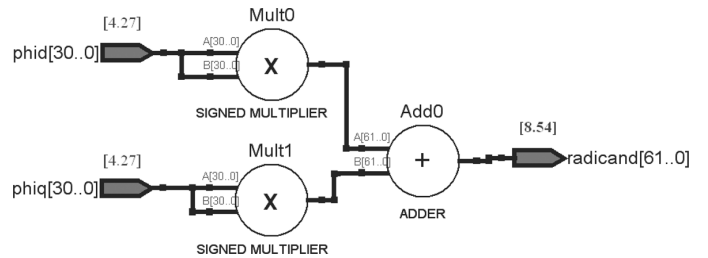 [4.27]
Mult0
phid[30..0]
A[30..0]
B[30..0]
X
SIGNED MULTIPLIER
Add0
[8.54]
A[61..0]
B[61..0]
+
radicand[61..0]
ADDER
[4.27]
Mult1
phiq[30..0]
A[30..0]
B[30..0]
X
SIGNED MULTIPLIER